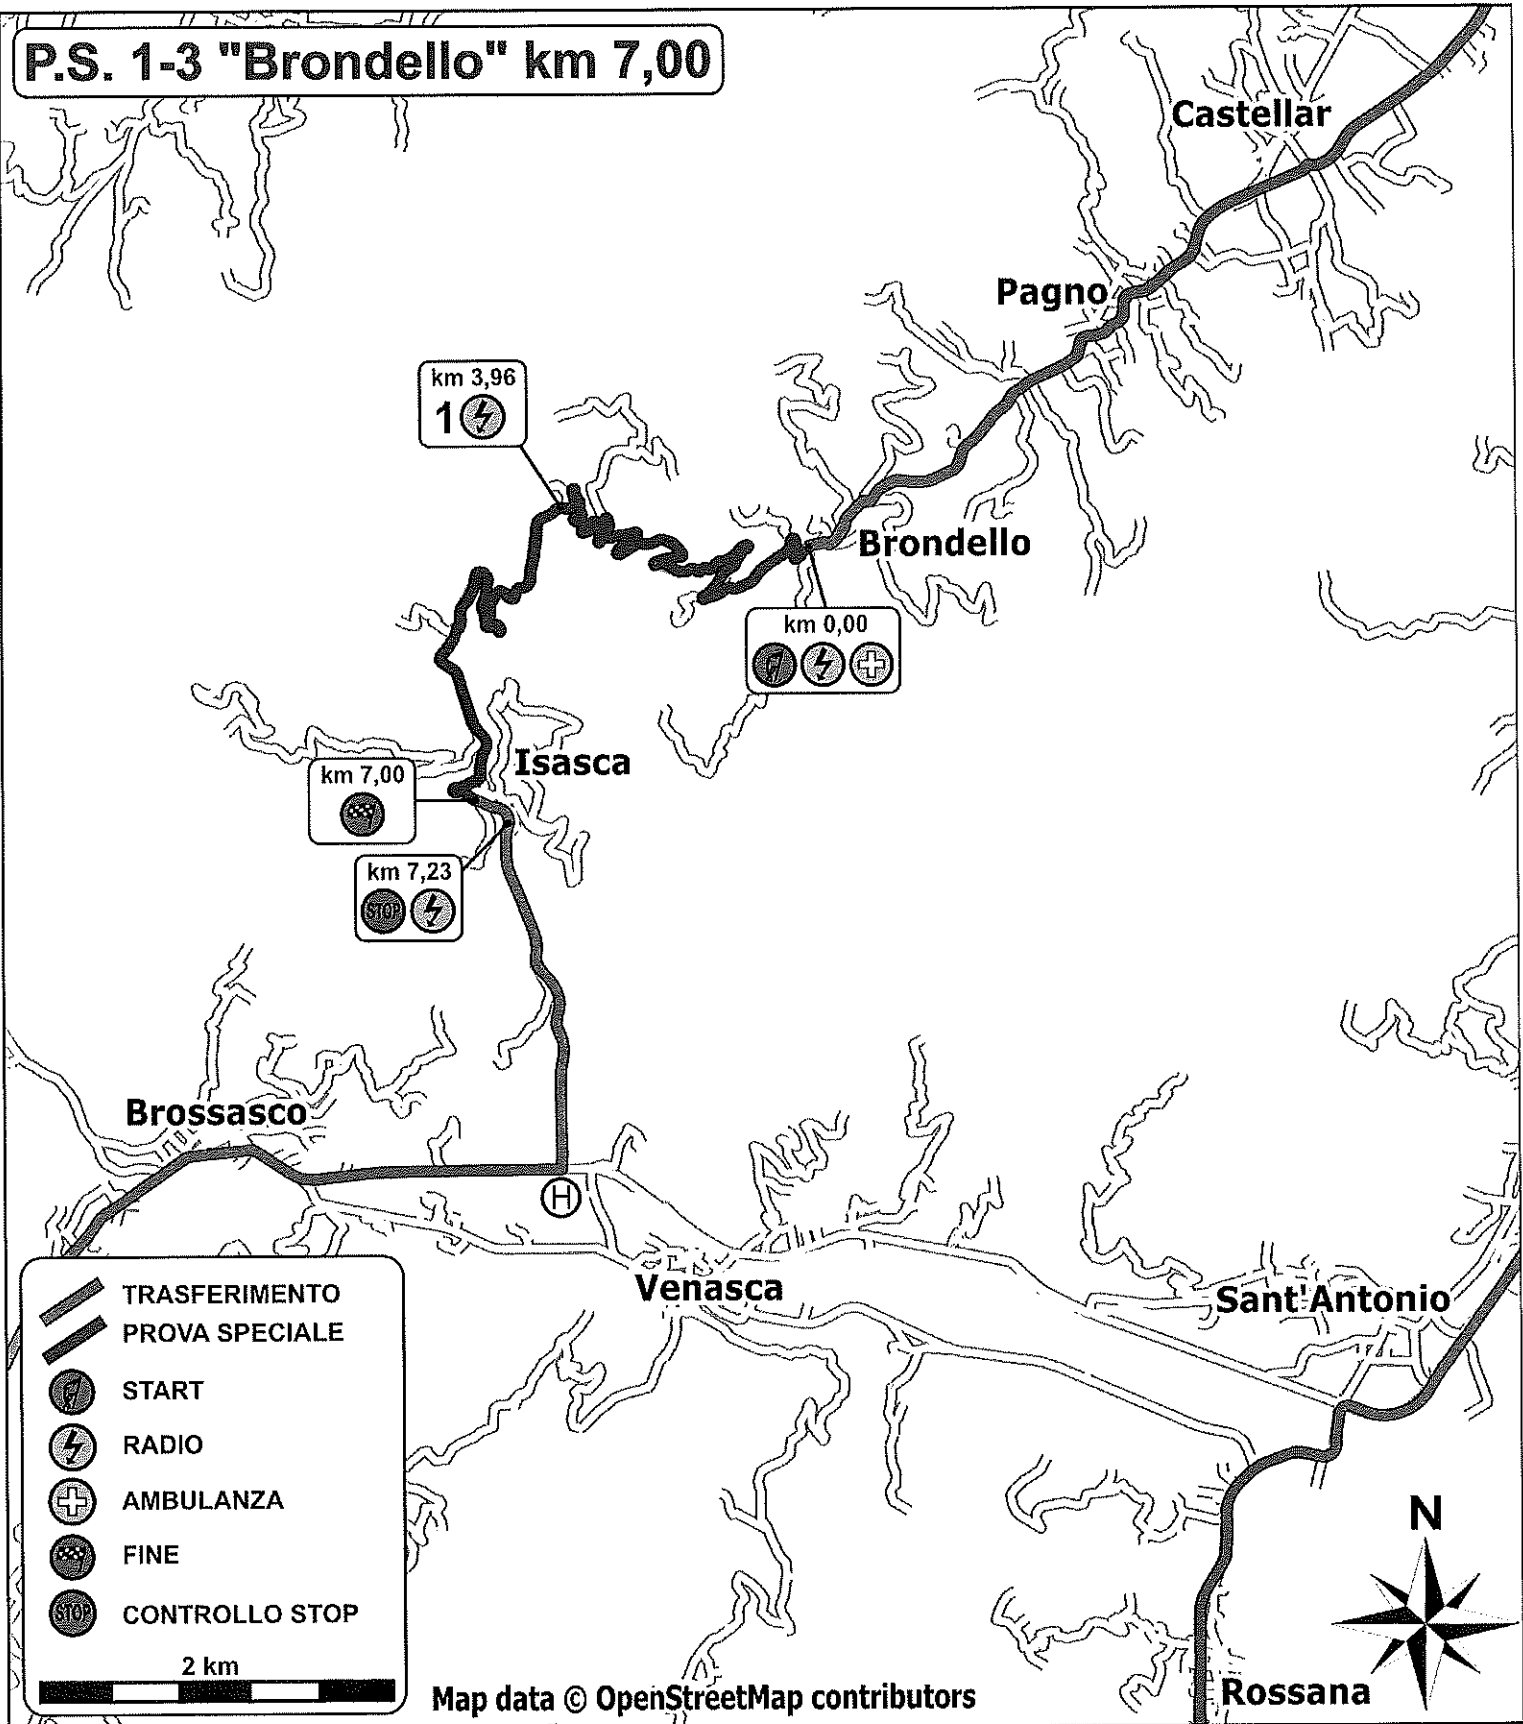 P.S. 1-3 "Brondello" km 7,00
Castellar
Pagno
km 3,96
1
Brondello
km 0,00
Isasca
km 7,00
km 7,23
STOP
Brossasco
H
Venasca
Sant'Antonio
TRASFERIMENTO
PROVA SPECIALE
START
RADIO
AMBULANZA
FINE
STOP CONTROLLO STOP
2 km
N
Rossana
Map data © OpenStreetMap contributors